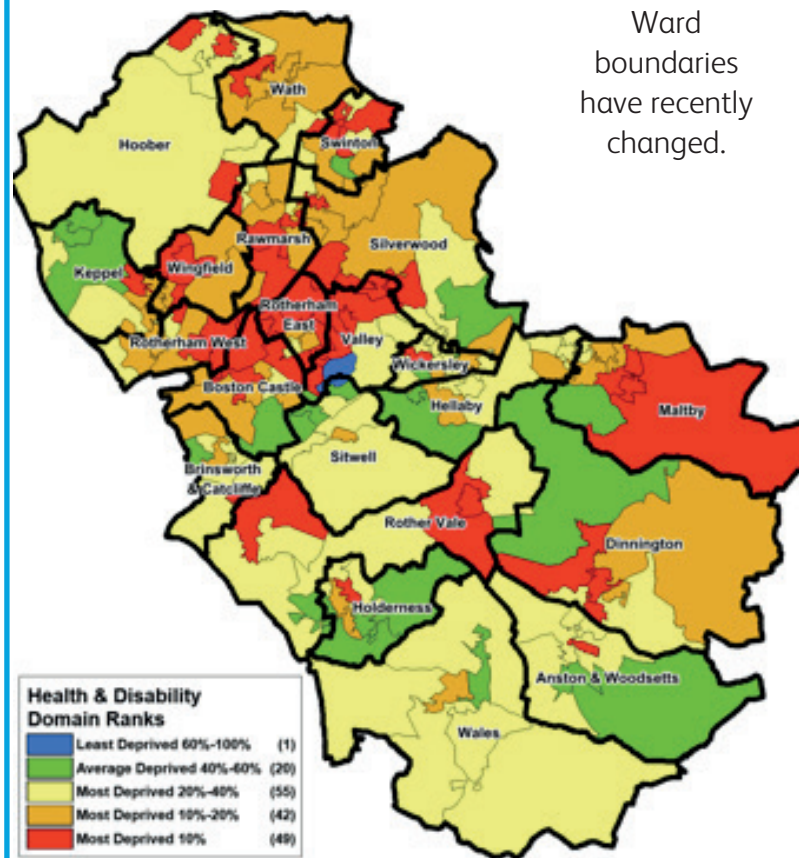 Ward
boundaries
have recently
changed.
Wath
Hoober
Swinton
Rawmarsh
Silverwood
Keppel
Wingfield
Rotherham
East
Rotherham West
Valley
Wickersley
Boston Castle
Hellaby
Maltby
Sitwell
Brinsworth
& Catcliffe
Rother Vale
Dinnington
Holderness
Anston & Woodsetts
Wales
Health & Disability
Domain Ranks
Least Deprived 60%-100% (1)
Average Deprived 40%-60% (20)
Most Deprived 20%-40% (55)
Most Deprived 10%-20% (42)
Most Deprived 10% (49)